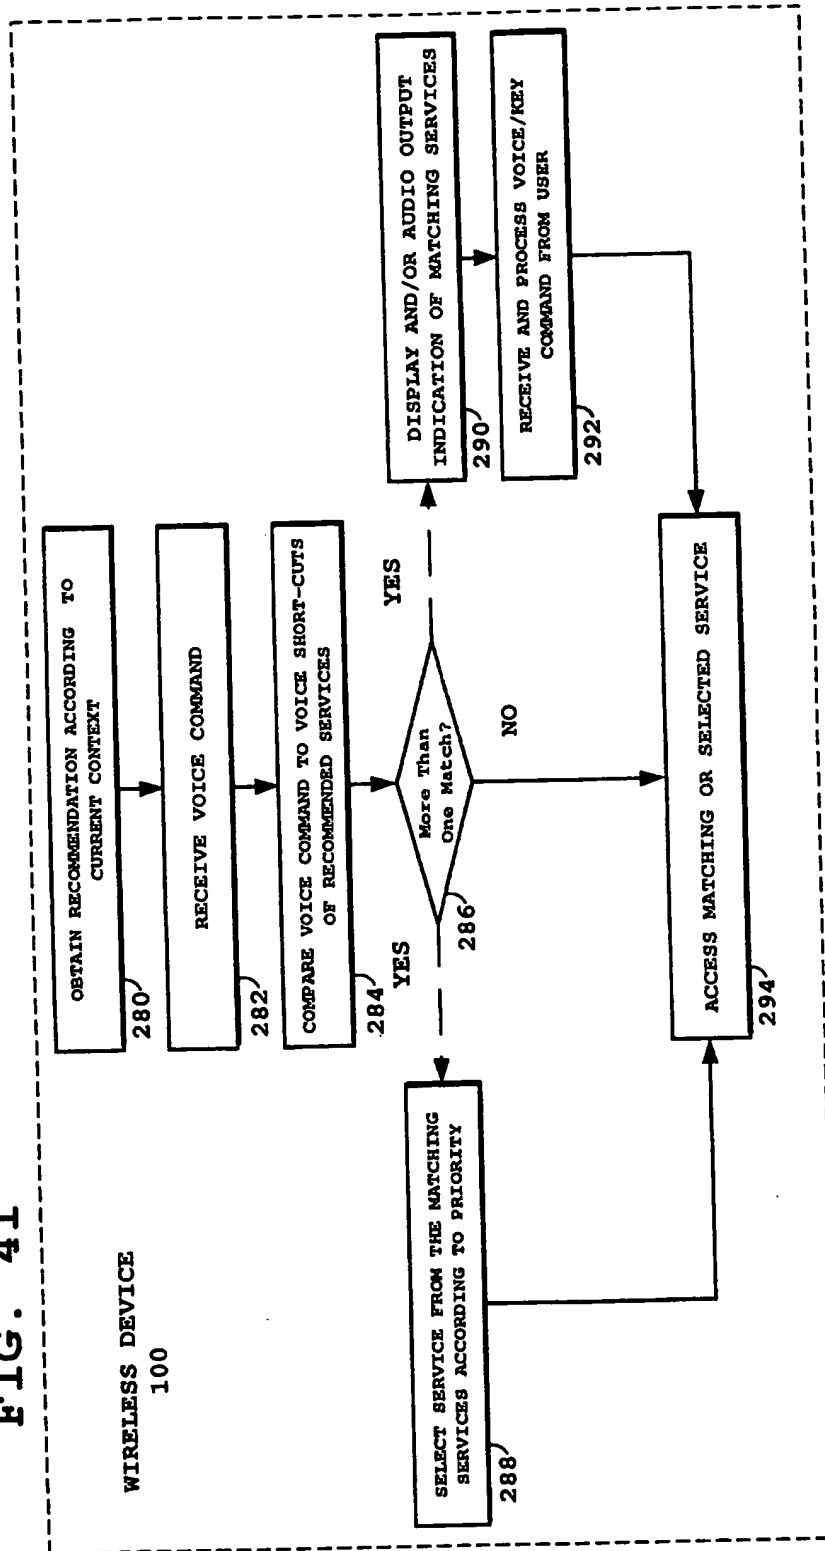 FIG. 41
WIRELESS DEVICE
100
OBTAIN RECOMMENDATION ACCORDING TO
CURRENT CONTEXT
280
RECEIVE VOICE COMMAND
282
COMPARE VOICE COMMAND TO VOICE SHORT-CUTS
OF RECOMMENDED SERVICES
284
More Than
One Match?
286
YES
YES
NO
SELECT SERVICE FROM THE MATCHING
SERVICES ACCORDING TO PRIORITY
288
DISPLAY AND/OR AUDIO OUTPUT
INDICATION OF MATCHING SERVICES
290
RECEIVE AND PROCESS VOICE/KEY
COMMAND FROM USER
292
ACCESS MATCHING OR SELECTED SERVICE
294